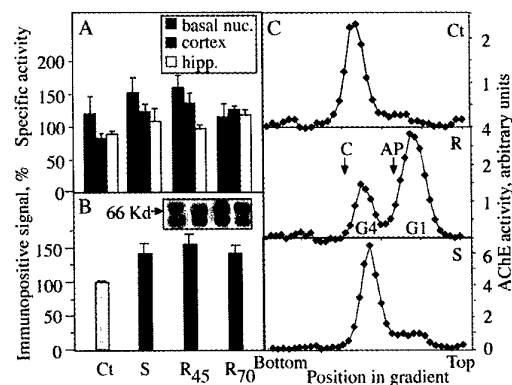 A
basal nuc.
cortex
hipp.
Specific activity
200
150
100
50
0
B
66 Kd
Immunopositive signal, %
150
100
50
0
Ct
S
R45
R70
C
Ct
2
1
R
C
AP
4
2
1
0
G4
G1
S
6
4
2
0
AChE activity, arbitrary units
Bottom
Top
Position in gradient